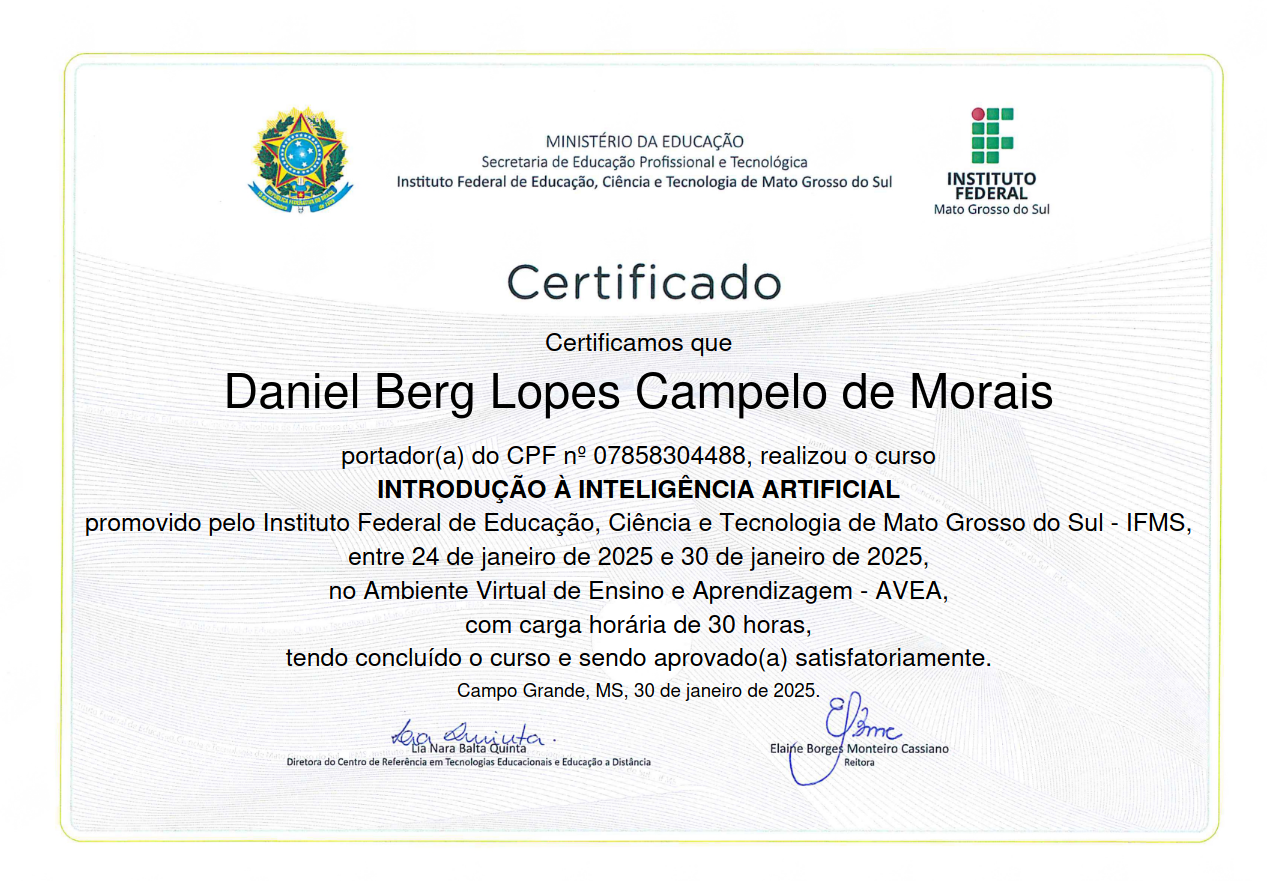 MINISTÉRIO DA EDUCAÇÃO
Secretaria de Educação Profissional e Tecnológica
Instituto Federal de Educação, Ciência e Tecnologia de Mato Grosso do Sul
INSTITUTO
FEDERAL
Mato Grosso do Sul
Certificado
Certificamos que
Daniel Berg Lopes Campelo de Morais
portador(a) do CPF nº 07858304488, realizou o curso
INTRODUÇÃO À INTELIGÊNCIA ARTIFICIAL
promovido pelo Instituto Federal de Educação, Ciência e Tecnologia de Mato Grosso do Sul - IFMS,
entre 24 de janeiro de 2025 e 30 de janeiro de 2025,
no Ambiente Virtual de Ensino e Aprendizagem - AVEA,
com carga horária de 30 horas,
tendo concluído o curso e sendo aprovado(a) satisfatoriamente.
Campo Grande, MS, 30 de janeiro de 2025.
Lia Nara Balta Quinta
Diretora do Centro de Referência em Tecnologias Educacionais e Educação a Distância
Elaine Borges Monteiro Cassiano
Reitora